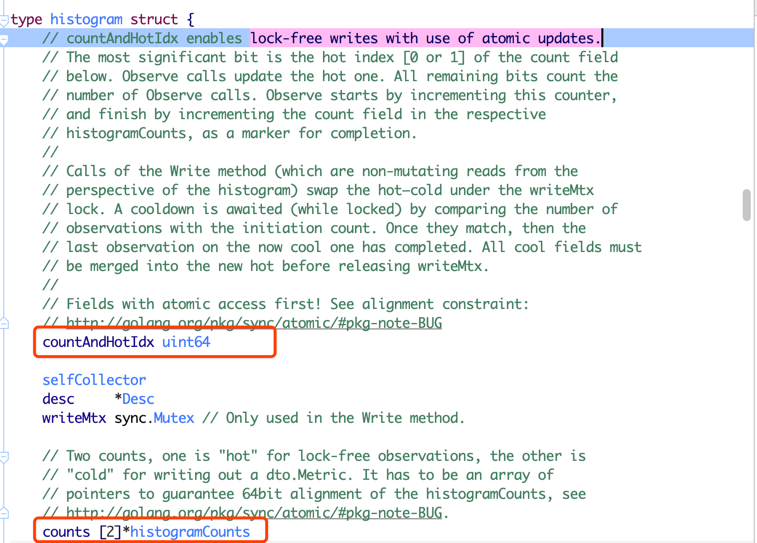 type histogram struct {
// countAndHotIdx enables lock-free writes with use of atomic updates.
// The most significant bit is the hot index [0 or 1] of the count field
// below. Observe calls update the hot one. All remaining bits count the
// number of Observe calls. Observe starts by incrementing this counter,
// and finish by incrementing the count field in the respective
// histogramCounts, as a marker for completion.
//
// Calls of the Write method (which are non-mutating reads from the
// perspective of the histogram) swap the hot–cold under the writeMtx
// lock. A cooldown is awaited (while locked) by comparing the number of
// observations with the initiation count. Once they match, then the
// last observation on the now cool one has completed. All cool fields must
// be merged into the new hot before releasing writeMtx.
//
// Fields with atomic access first! See alignment constraint:
// http://golang.org/pkg/sync/atomic/#pkg-note-BUG
countAndHotIdx uint64
selfCollector
desc *Desc
writeMtx sync.Mutex // Only used in the Write method.
// Two counts, one is "hot" for lock-free observations, the other is
// "cold" for writing out a dto.Metric. It has to be an array of
// pointers to guarantee 64bit alignment of the histogramCounts, see
// http://golang.org/pkg/sync/atomic/#pkg-note-BUG.
counts [2]*histogramCounts